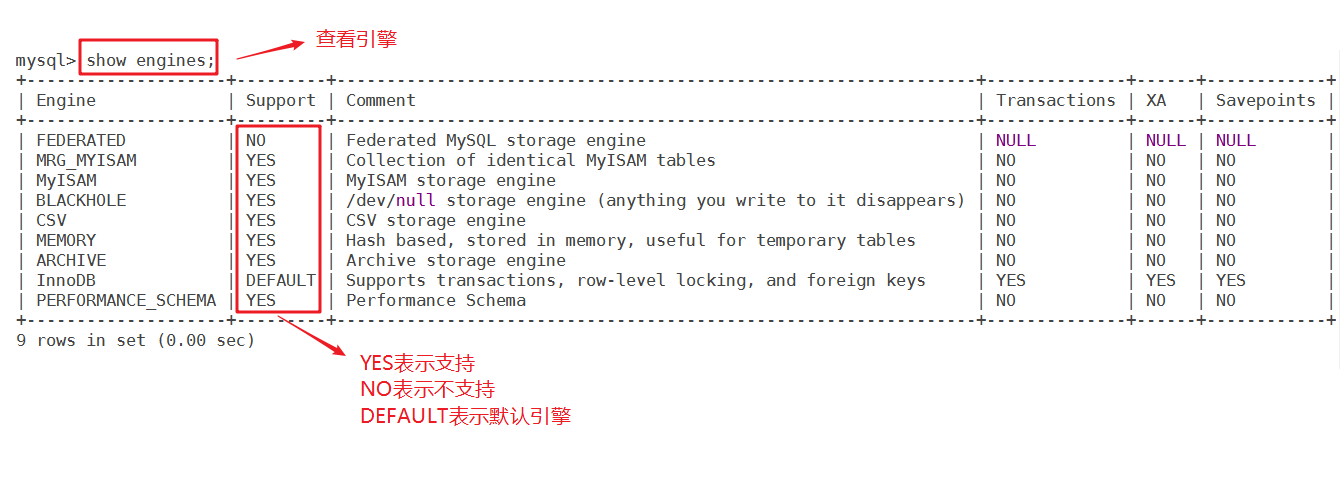 查看引擎
mysql> show engines;
+--------------------+---------+----------------------------------------------------------------+--------------+------+------------+
| Engine             | Support | Comment                                                        | Transactions | XA   | Savepoints |
+--------------------+---------+----------------------------------------------------------------+--------------+------+------------+
| FEDERATED          | NO      | Federated MySQL storage engine                                 | NULL         | NULL | NULL       |
| MRG_MYISAM         | YES     | Collection of identical MyISAM tables                          | NO           | NO   | NO         |
| MyISAM             | YES     | MyISAM storage engine                                          | NO           | NO   | NO         |
| BLACKHOLE          | YES     | /dev/null storage engine (anything you write to it disappears) | NO           | NO   | NO         |
| CSV                | YES     | CSV storage engine                                             | NO           | NO   | NO         |
| MEMORY             | YES     | Hash based, stored in memory, useful for temporary tables      | NO           | NO   | NO         |
| ARCHIVE            | YES     | Archive storage engine                                         | NO           | NO   | NO         |
| InnoDB             | DEFAULT | Supports transactions, row-level locking, and foreign keys     | YES          | YES  | YES        |
| PERFORMANCE_SCHEMA | YES     | Performance Schema                                             | NO           | NO   | NO         |
+--------------------+---------+----------------------------------------------------------------+--------------+------+------------+
9 rows in set (0.00 sec)
YES表示支持
NO表示不支持
DEFAULT表示默认引擎